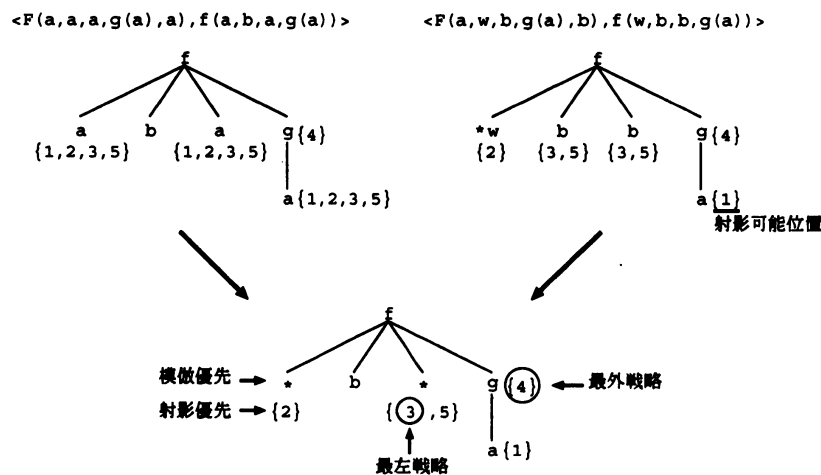 <F(a,a,a,g(a),a),f(a,b,a,g(a))>
<F(a,w,b,g(a),b),f(w,b,b,g(a))>
f
f
a b a g{4}
*w b b g{4}
{1,2,3,5} {1,2,3,5}
{2} {3,5} {3,5}
a{1,2,3,5}
a{1}
射影可能位置
f
模倣優先 * b * g{4} 最外戦略
射影優先 {2} {3,5}
a{1}
最左戦略